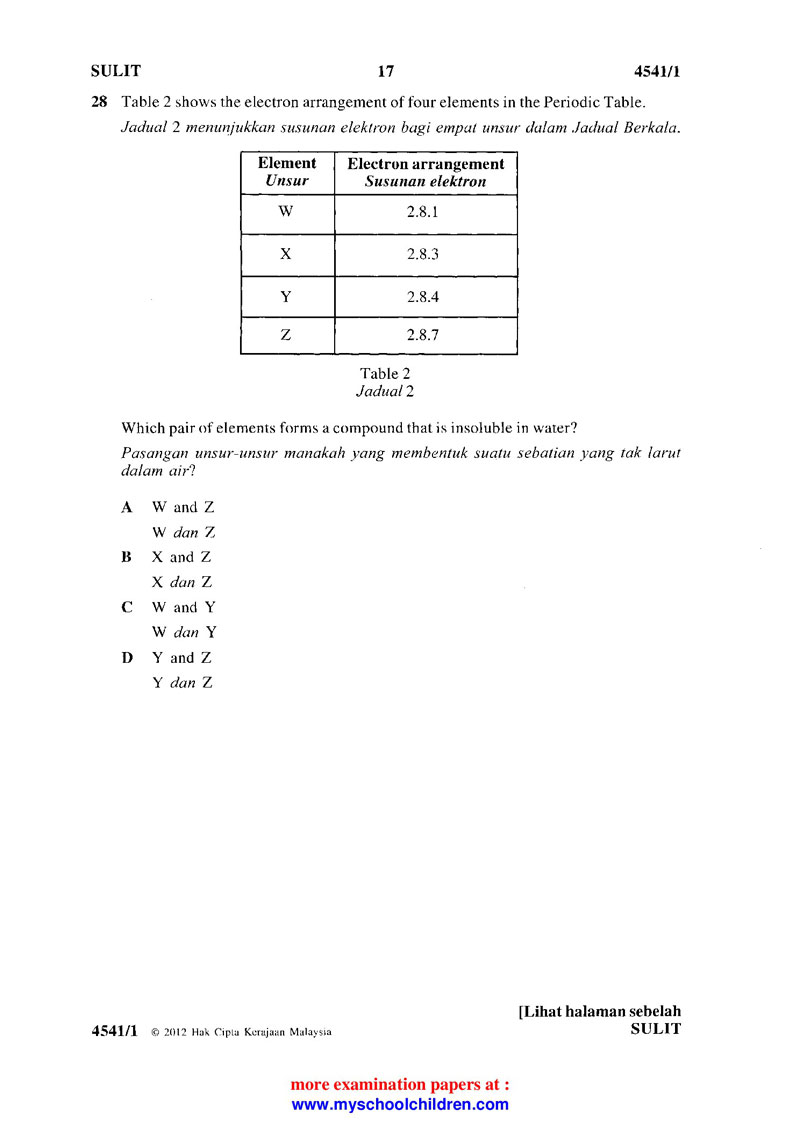 SULIT 17 4541/1
28 Table 2 shows the electron arrangement of four elements in the Periodic Table.
Jadual 2 menunjukkan susunan elektron bagi empat unsur dalam Jadual Berkala.
Element Electron arrangement
Unsur Susunan elektron
W 2.8.1
X 2.8.3
Y 2.8.4
Z 2.8.7
Table 2
Jadual 2
Which pair of elements forms a compound that is insoluble in water?
Pasangan unsur-unsur manakah yang membentuk suatu sebatian yang tak larut
dalam air?
A W and Z
W dan Z
B X and Z
X dan Z
C W and Y
W dan Y
D Y and Z
Y dan Z
[Lihat halaman sebelah
4541/1 © 2012 Hak Cipta Kerajaan Malaysia SULIT
more examination papers at :
www.myschoolchildren.com